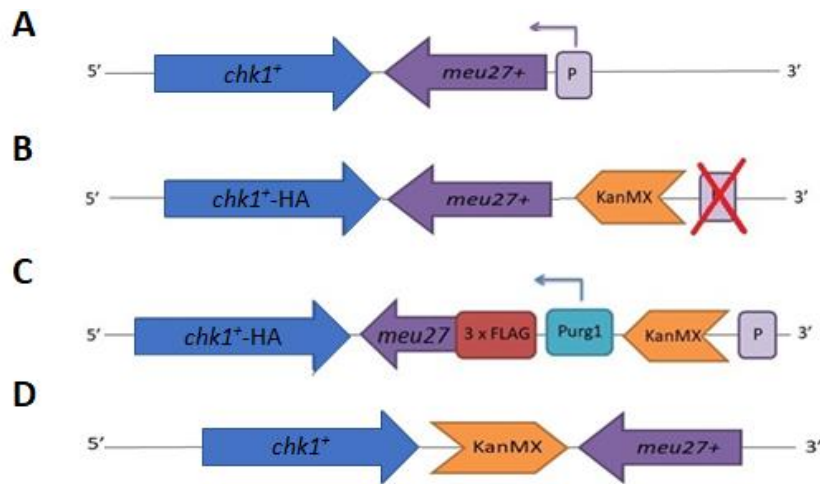 A
5′ chk1+ meu27+ P 3′
B
5′ chk1+-HA meu27+ KanMX 3′
C
5′ chk1+-HA meu27 3 x FLAG Purg1 KanMX P 3′
D
5′ chk1+ KanMX meu27+ 3′